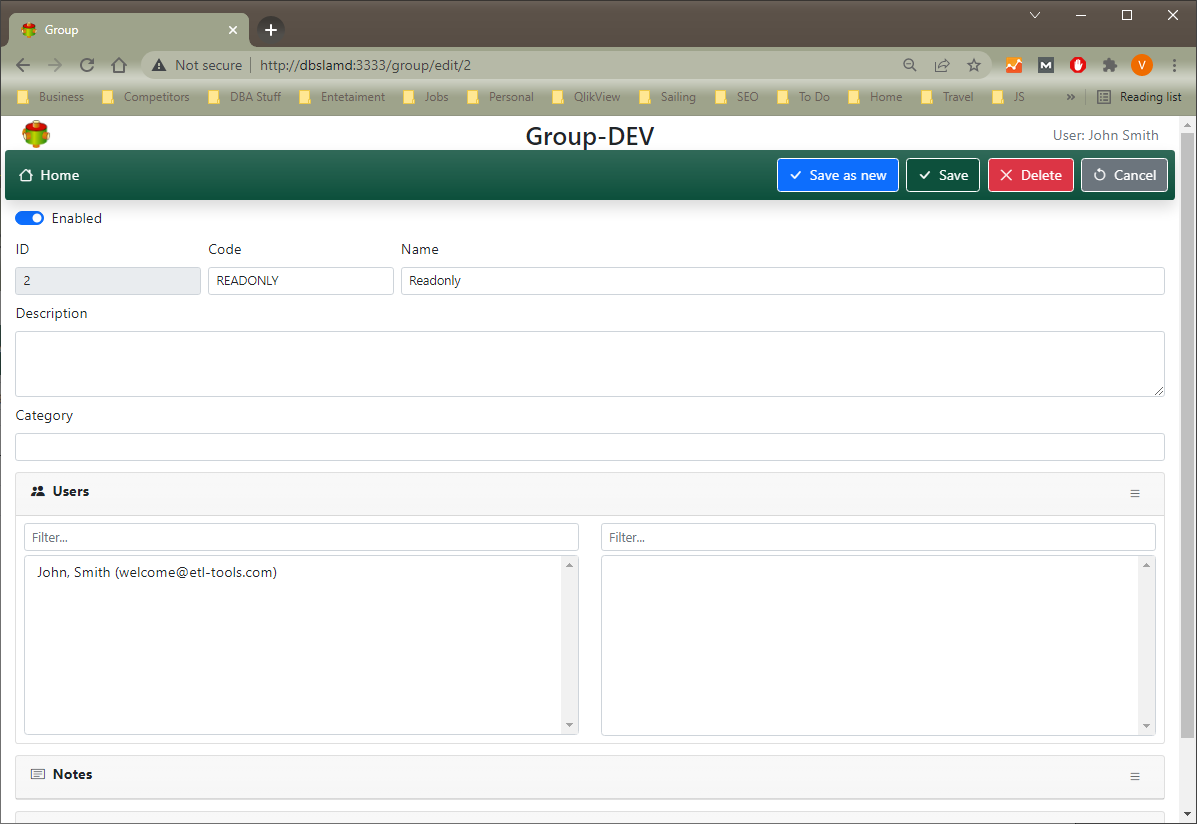 Group
Not secure http://dbslamd:3333/group/edit/2
V
Business Competitors DBA Stuff Entetaiment Jobs Personal QlikView Sailing SEO To Do Home Travel JS » Reading list
Group-DEV
User: John Smith
Home Save as new Save Delete Cancel
Enabled
ID Code Name
2 READONLY Readonly
Description
Category
Users
Filter... Filter...
John, Smith (welcome@etl-tools.com)
Notes